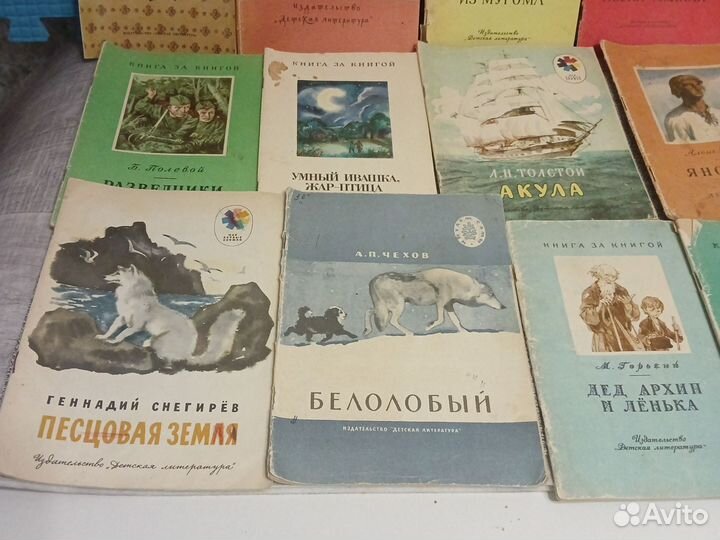 Издательство
„Детская литература"
ИЗ МУРОМА
Издательство
„Детская литература"
КНИГА ЗА КНИГОЙ
Б. Полевой
РАЗВЕДЧИКИ
КНИГА ЗА КНИГОЙ
УМНЫЙ ИВАШКА,
ЖАР-ПТИЦА
Л.Н. ТОЛСТОЙ
АКУЛА
ГЕННАДИЙ СНЕГИРЁВ
ПЕСЦОВАЯ ЗЕМЛЯ
Издательство „Детская литература"
А.П. ЧЕХОВ
БЕЛОЛОБЫЙ
ИЗДАТЕЛЬСТВО "ДЕТСКАЯ ЛИТЕРАТУРА"
КНИГА ЗА КНИГОЙ
М. Горький
ДЕД АРХИП
И ЛЁНЬКА
Издательство
„Детская литература"
Avito